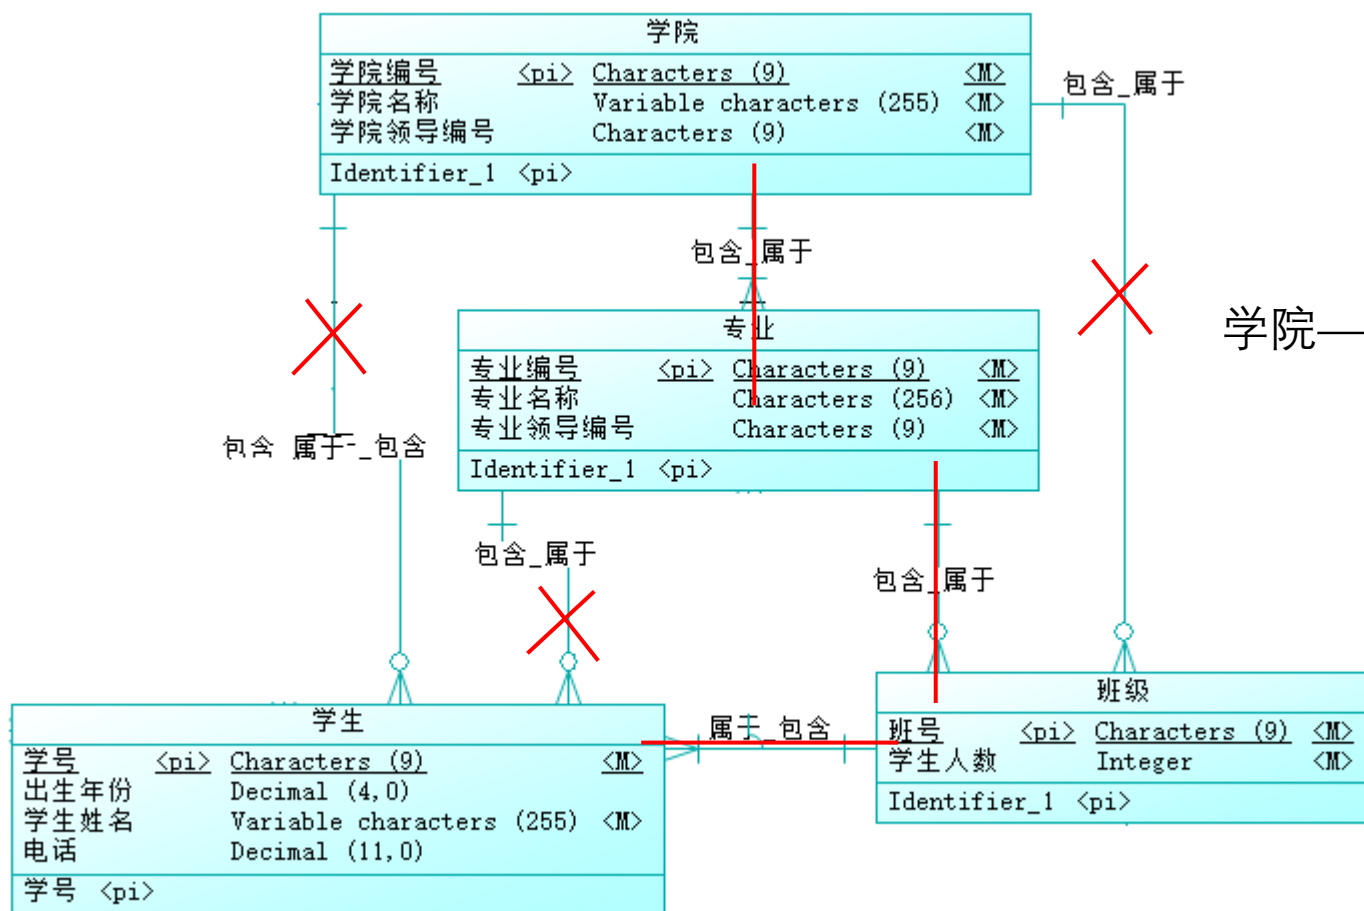 学院
学院编号 <pi> Characters (9) <M>
学院名称 Variable characters (255) <M>
学院领导编号 Characters (9) <M>
Identifier_1 <pi>
包含_属于
包含_属于
学院—
专业
专业编号 <pi> Characters (9) <M>
专业名称 Characters (256) <M>
专业领导编号 Characters (9) <M>
Identifier_1 <pi>
包含 属于-_包含
包含_属于
包含_属于
学生
学号 <pi> Characters (9) <M>
出生年份 Decimal (4,0)
学生姓名 Variable characters (255) <M>
电话 Decimal (11,0)
学号 <pi>
属于_包含
班级
班号 <pi> Characters (9) <M>
学生人数 Integer <M>
Identifier_1 <pi>